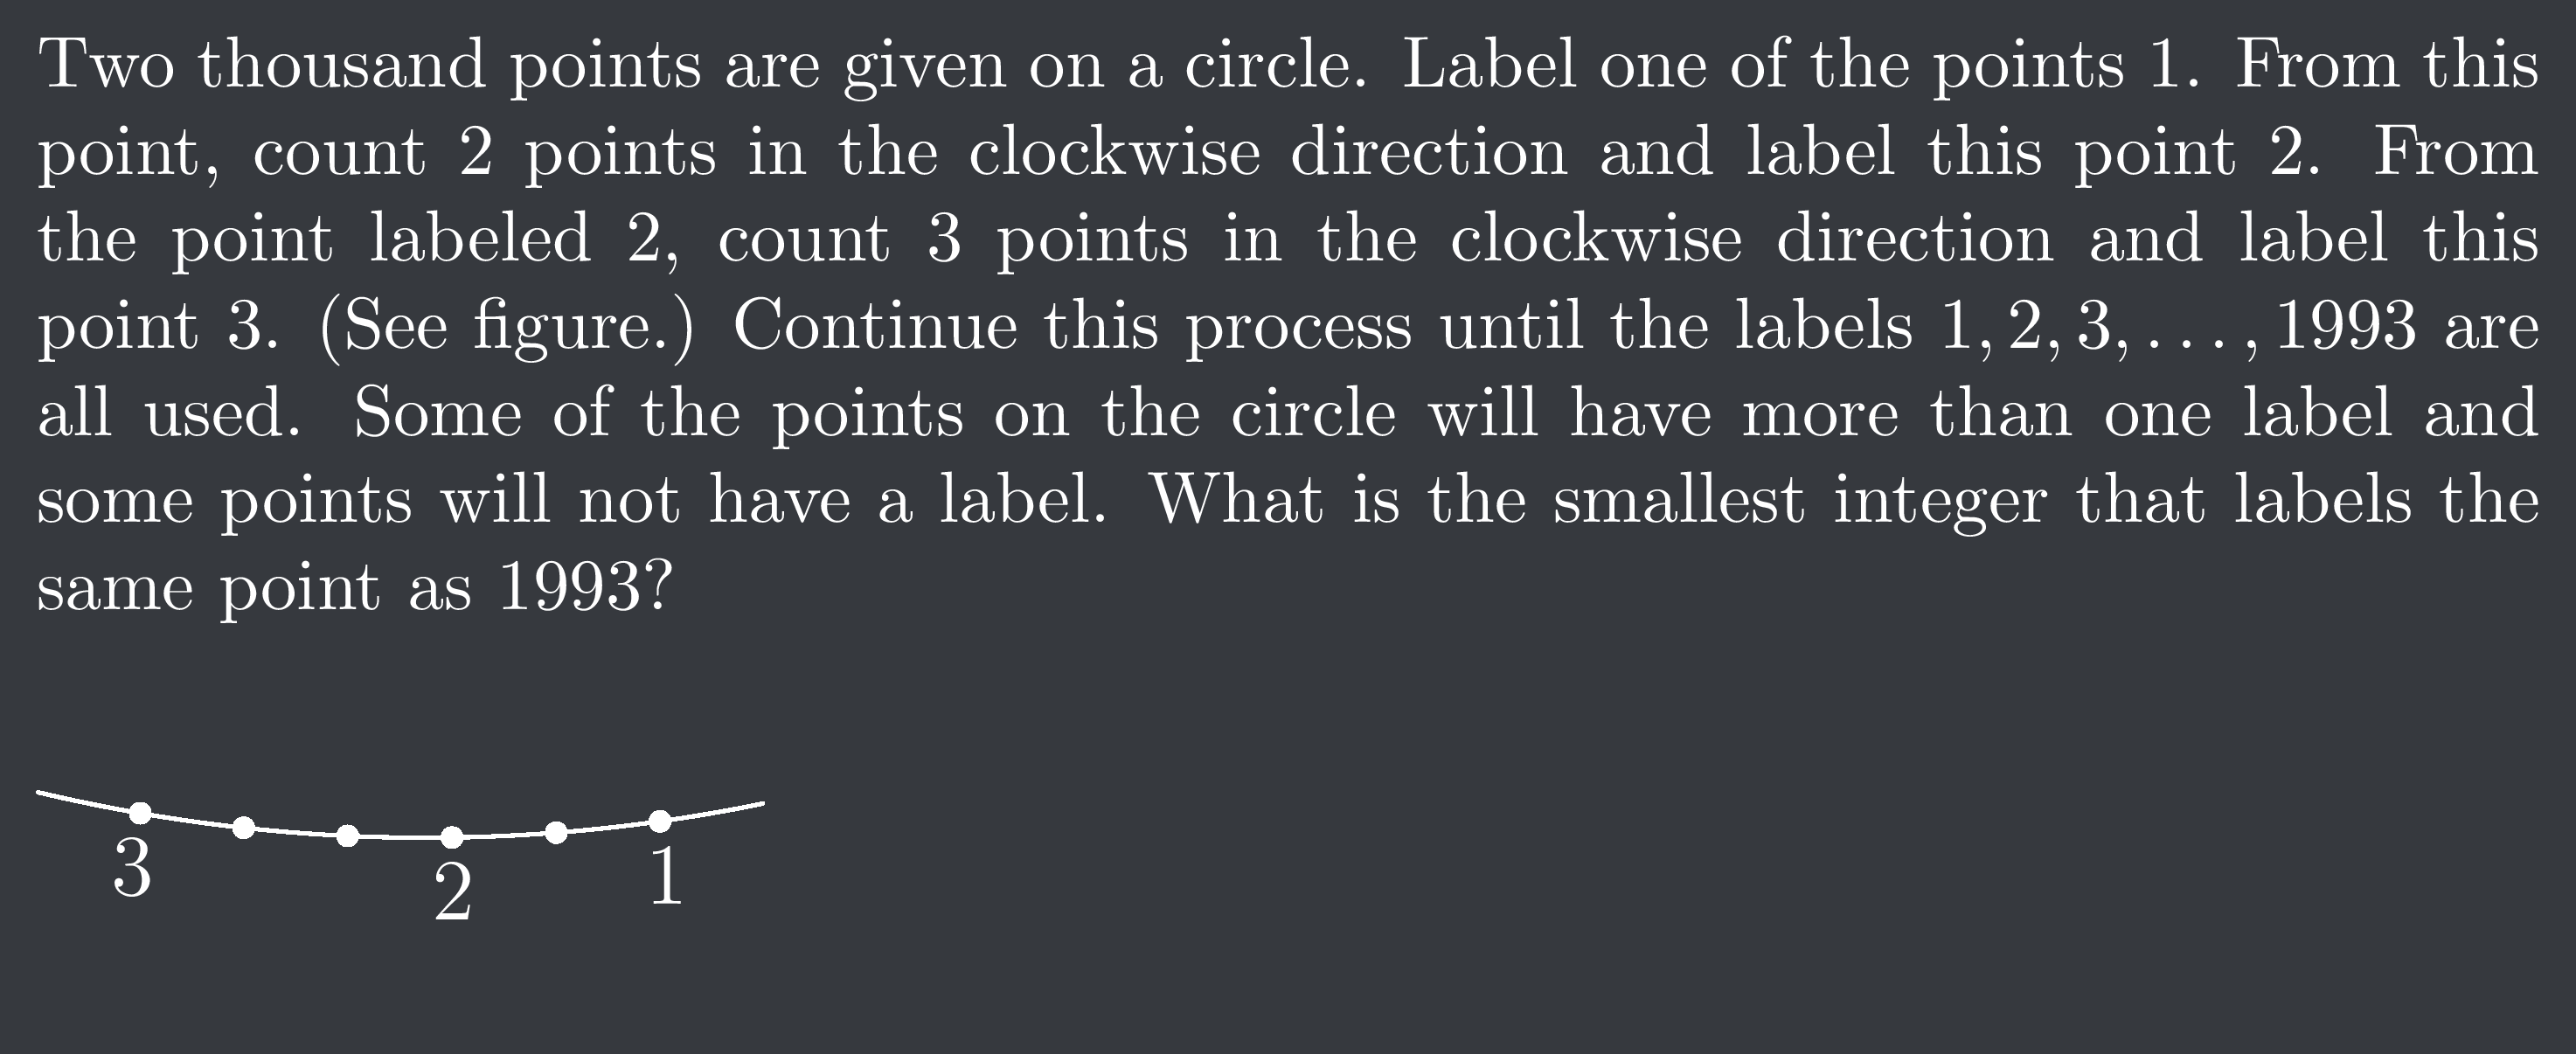 Two thousand points are given on a circle. Label one of the points 1. From this
point, count 2 points in the clockwise direction and label this point 2. From
the point labeled 2, count 3 points in the clockwise direction and label this
point 3. (See figure.) Continue this process until the labels 1, 2, 3, . . . , 1993 are
all used. Some of the points on the circle will have more than one label and
some points will not have a label. What is the smallest integer that labels the
same point as 1993?
3 2 1